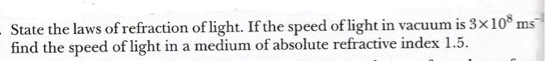 State the laws of refraction of light. If the speed of light in vacuum is 3×10⁸ ms⁻¹
find the speed of light in a medium of absolute refractive index 1.5.